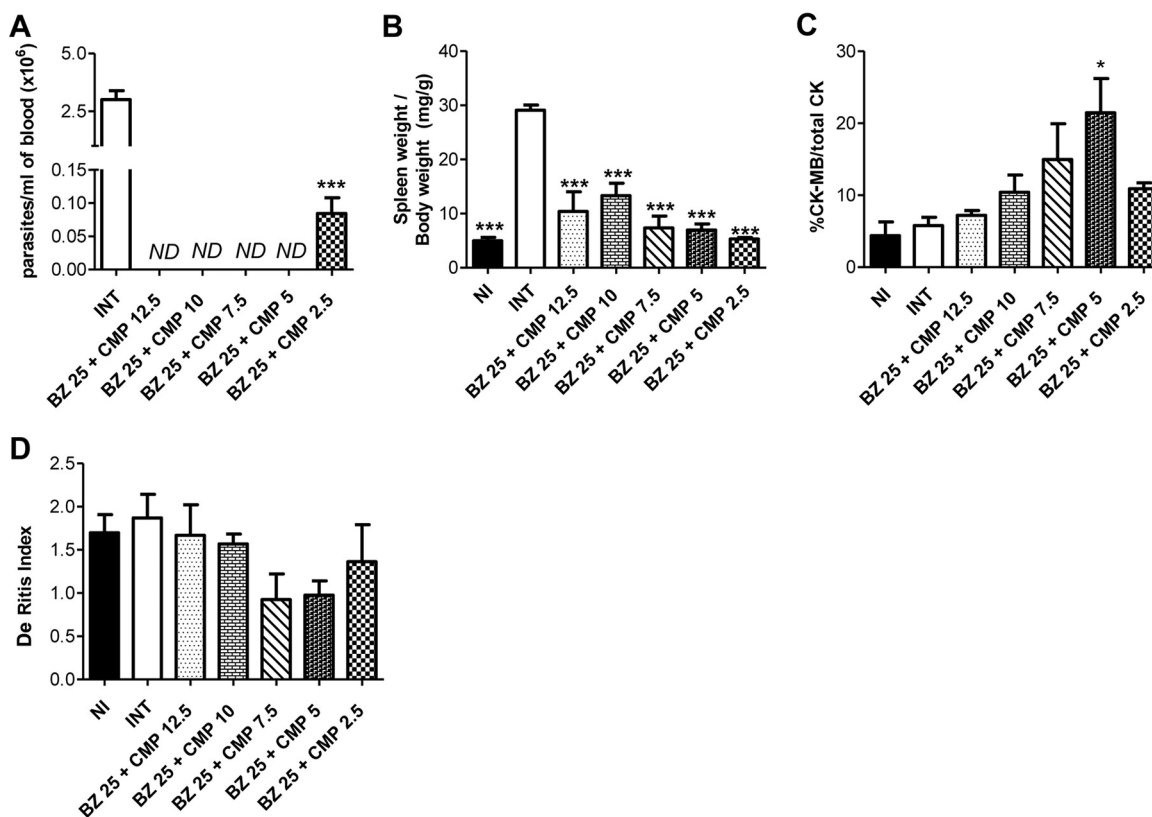 A
parasites/ml of blood (x10⁶)
5.0
2.5
0.15
0.10
0.05
0.00
ND
ND
ND
ND
***
INT
BZ 25 + CMP 12.5
BZ 25 + CMP 10
BZ 25 + CMP 7.5
BZ 25 + CMP 5
BZ 25 + CMP 2.5
B
Spleen weight /
Body weight (mg/g)
40
30
20
10
0
***
***
***
***
***
***
NI
INT
BZ 25 + CMP 12.5
BZ 25 + CMP 10
BZ 25 + CMP 7.5
BZ 25 + CMP 5
BZ 25 + CMP 2.5
C
%CK-MB/total CK
30
20
10
0
*
NI
INT
BZ 25 + CMP 12.5
BZ 25 + CMP 10
BZ 25 + CMP 7.5
BZ 25 + CMP 5
BZ 25 + CMP 2.5
D
De Ritis Index
2.5
2.0
1.5
1.0
0.5
0.0
NI
INT
BZ 25 + CMP 12.5
BZ 25 + CMP 10
BZ 25 + CMP 7.5
BZ 25 + CMP 5
BZ 25 + CMP 2.5